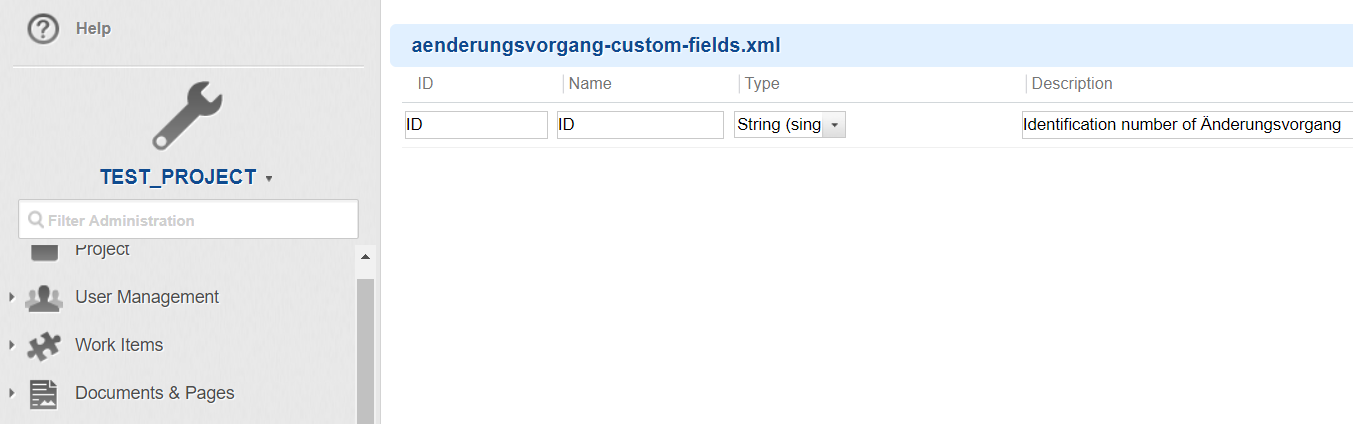 Help
TEST_PROJECT
Filter Administration
Project
User Management
Work Items
Documents & Pages
aenderungsvorgang-custom-fields.xml
ID Name Type Description
ID ID String (sing Identification number of Änderungsvorgang